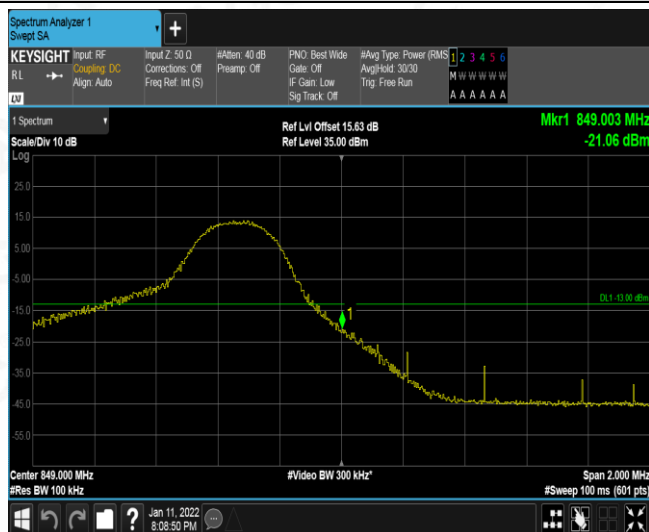 Spectrum Analyzer 1
Swept SA
+
KEYSIGHT Input: RF Input Z: 50 Ω #Atten: 40 dB PNO: Best Wide #Avg Type: Power (RMS 1 2 3 4 5 6
RL Coupling: DC Corrections: Off Preamp: Off Gate: Off Avg|Hold: 30/30 M W W W W W
Align: Auto Freq Ref: Int (S) IF Gain: Low Trig: Free Run
Sig Track: Off A A A A A A
LXI
1 Spectrum Ref Lvl Offset 15.63 dB Mkr1 849.003 MHz
Scale/Div 10 dB Ref Level 35.00 dBm -21.06 dBm
Log
25.0
15.0
5.00
-5.00
DL1 -13.00 dBm
-15.0
1
-25.0
-35.0
-45.0
-55.0
Center 849.000 MHz #Video BW 300 kHz* Span 2.000 MHz
#Res BW 100 kHz #Sweep 100 ms (601 pts)
? Jan 11, 2022
8:08:50 PM